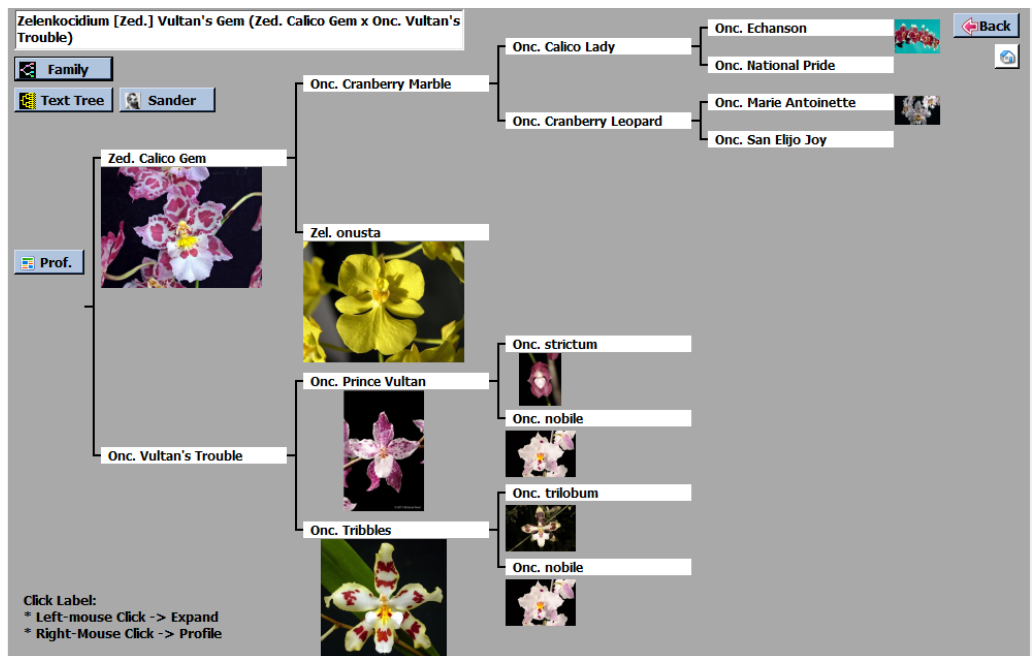 Zelenkocidium [Zed.] Vultan's Gem (Zed. Calico Gem x Onc. Vultan's
Trouble)
Back
Family
Text Tree
Sander
Prof.
Zed. Calico Gem
Onc. Vultan's Trouble
Onc. Cranberry Marble
Zel. onusta
Onc. Prince Vultan
Onc. Tribbles
Onc. Calico Lady
Onc. Cranberry Leopard
Onc. strictum
Onc. nobile
Onc. trilobum
Onc. nobile
Onc. Echanson
Onc. National Pride
Onc. Marie Antoinette
Onc. San Elijo Joy
Click Label:
* Left-mouse Click -> Expand
* Right-Mouse Click -> Profile